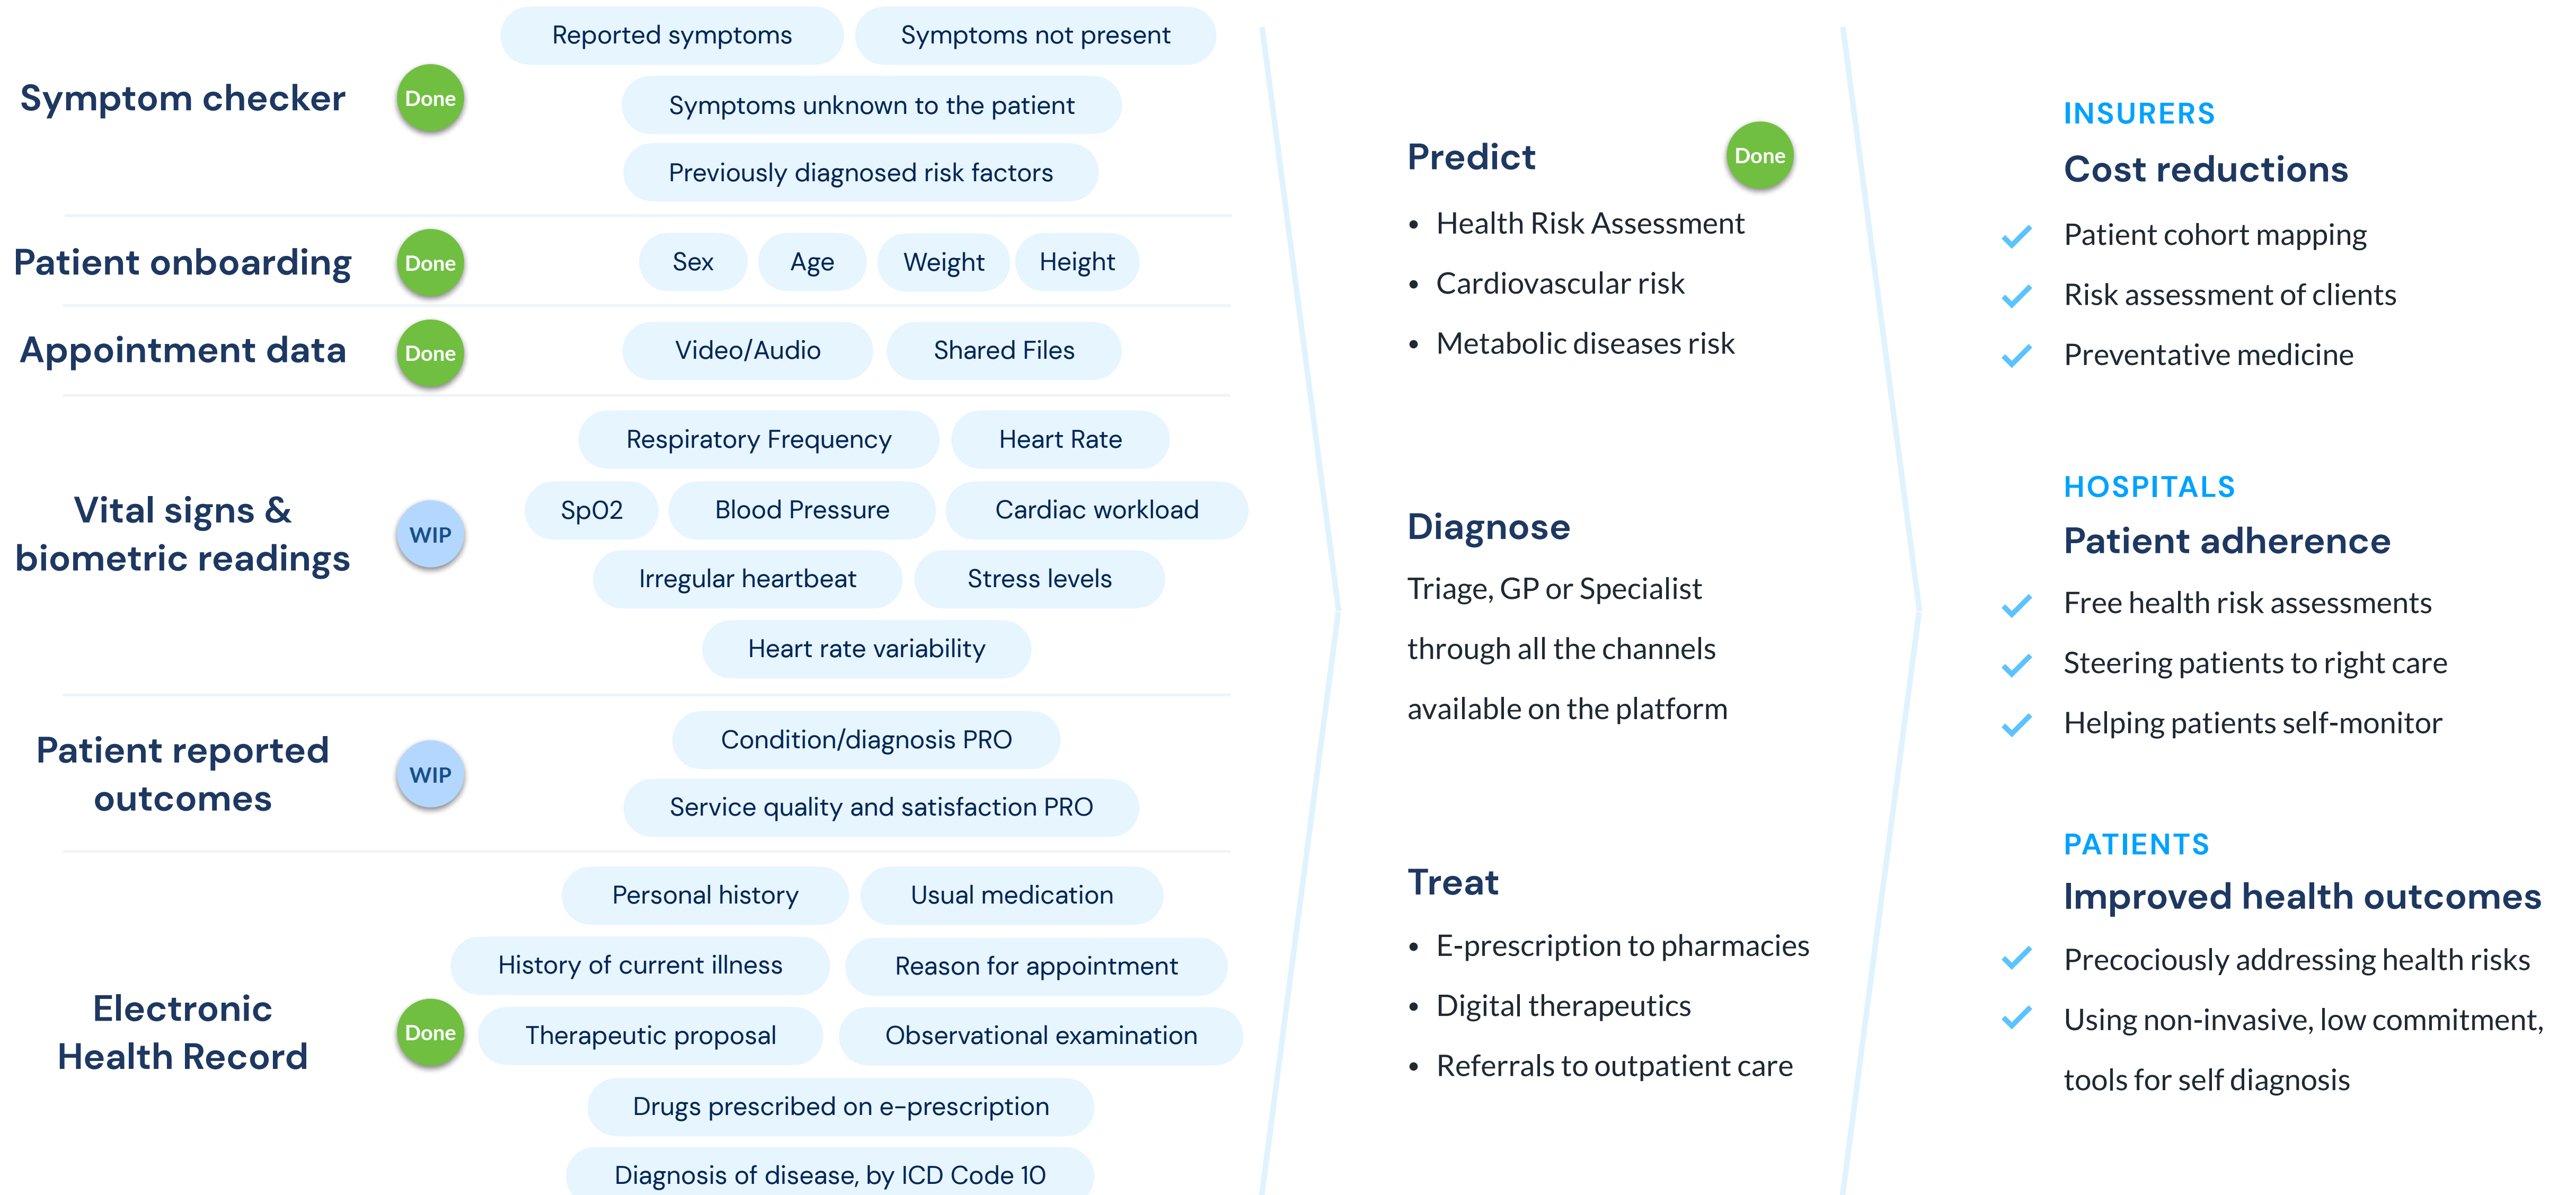 Symptom checker
Done
Reported symptoms
Symptoms not present
Symptoms unknown to the patient
Previously diagnosed risk factors
Patient onboarding
Done
Sex
Age
Weight
Height
Appointment data
Done
Video/Audio
Shared Files
Vital signs &
biometric readings
WIP
Respiratory Frequency
Heart Rate
Sp02
Blood Pressure
Cardiac workload
Irregular heartbeat
Stress levels
Heart rate variability
Patient reported
outcomes
WIP
Condition/diagnosis PRO
Service quality and satisfaction PRO
Electronic
Health Record
Done
Personal history
Usual medication
History of current illness
Reason for appointment
Therapeutic proposal
Observational examination
Drugs prescribed on e-prescription
Diagnosis of disease, by ICD Code 10
Predict
Done
• Health Risk Assessment
• Cardiovascular risk
• Metabolic diseases risk
Diagnose
Triage, GP or Specialist
through all the channels
available on the platform
Treat
• E-prescription to pharmacies
• Digital therapeutics
• Referrals to outpatient care
INSURERS
Cost reductions
Patient cohort mapping
Risk assessment of clients
Preventative medicine
HOSPITALS
Patient adherence
Free health risk assessments
Steering patients to right care
Helping patients self-monitor
PATIENTS
Improved health outcomes
Precociously addressing health risks
Using non-invasive, low commitment,
tools for self diagnosis